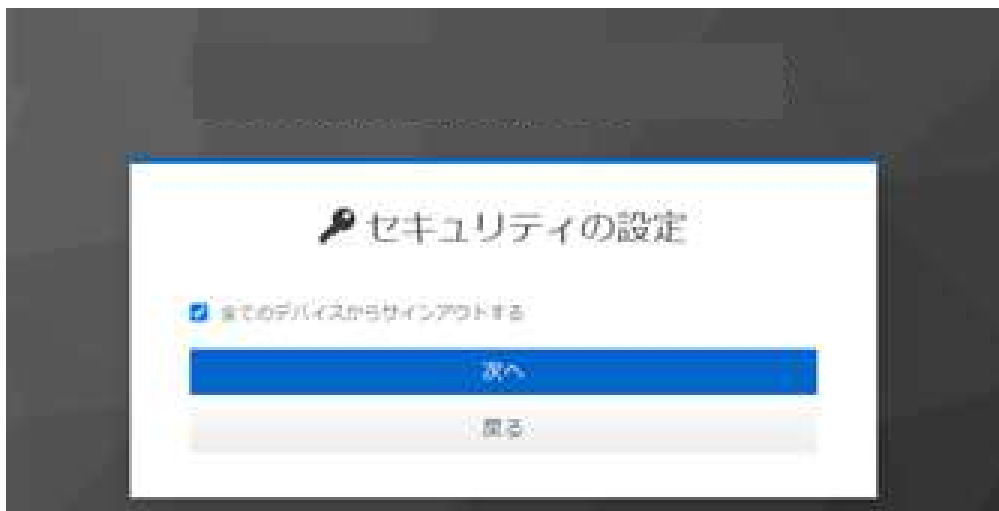 セキュリティの設定
全てのデバイスからサインアウトする
次へ
戻る